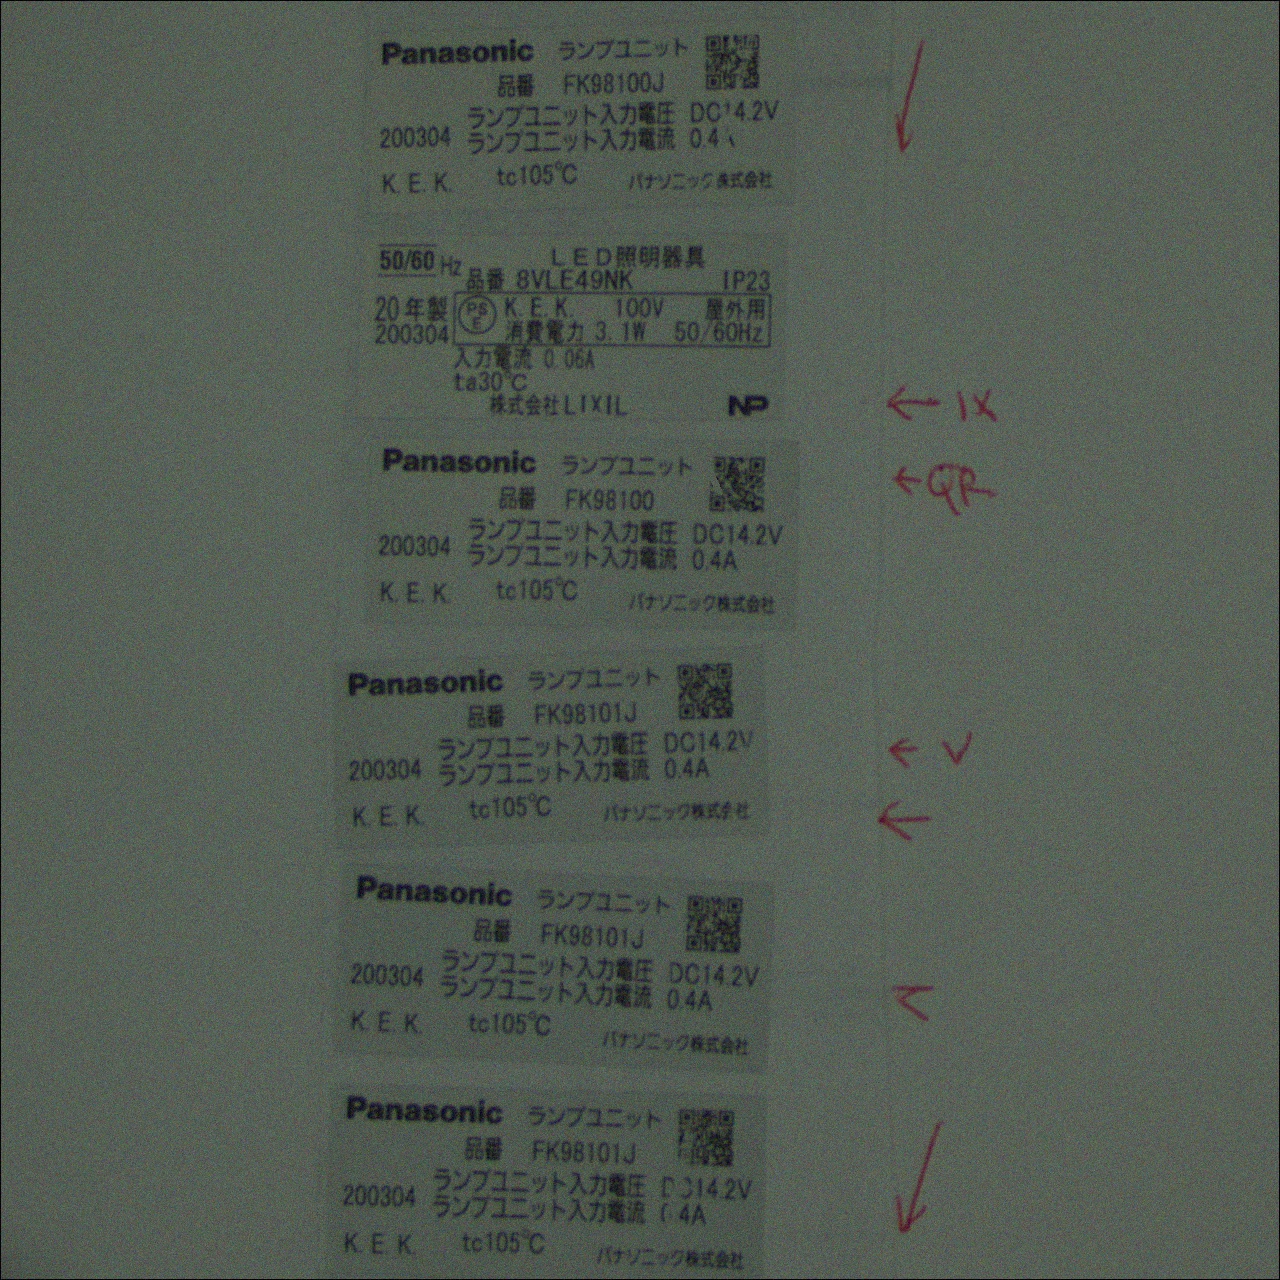 Panasonic ランプユニット
品番 FK98100J
ランプユニット入力電圧 DC14.2V
200304 ランプユニット入力電流 0.4
K.E.K. tc105℃ パナソニック株式会社
50/60 Hz LED照明器具
品番 8VLE49NK IP23
20年製 PSE K.E.K. 100V 屋外用
200304 消費電力 3.1W 50/60Hz
入力電流 0.06A
ta30℃
株式会社LIXIL NP
← IX
Panasonic ランプユニット
← QR
品番 FK98100
ランプユニット入力電圧 DC14.2V
200304 ランプユニット入力電流 0.4A
K.E.K. tc105℃ パナソニック株式会社
Panasonic ランプユニット
品番 FK98101J
ランプユニット入力電圧 DC14.2V
← V
200304 ランプユニット入力電流 0.4A
K.E.K. tc105℃ パナソニック株式会社
Panasonic ランプユニット
品番 FK98101J
ランプユニット入力電圧 DC14.2V
200304 ランプユニット入力電流 0.4A
K.E.K. tc105℃ パナソニック株式会社
Panasonic ランプユニット
品番 FK98101J
ランプユニット入力電圧 DC14.2V
200304 ランプユニット入力電流 0.4A
K.E.K. tc105℃ パナソニック株式会社